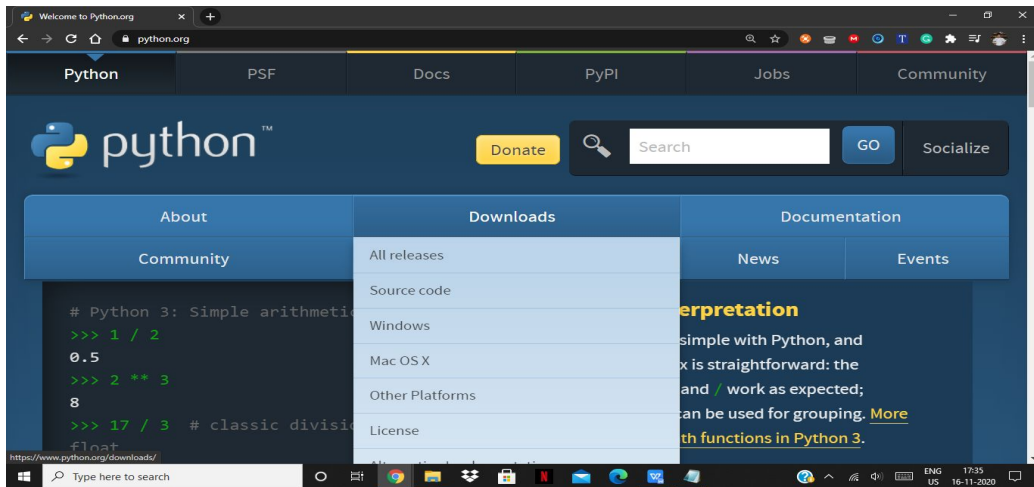 Welcome to Python.org
python.org
Python PSF Docs PyPI Jobs Community
python™
Donate Search GO Socialize
About Downloads Documentation
Community News Events
All releases
Source code
Windows
Mac OS X
Other Platforms
License
# Python 3: Simple arithmetic
>>> 1 / 2
0.5
>>> 2 ** 3
8
>>> 17 / 3 # classic divisi
float
erpretation
simple with Python, and
x is straightforward: the
and / work as expected;
can be used for grouping. More
th functions in Python 3.
https://www.python.org/downloads/
Type here to search
ENG 17:35
US 16-11-2020